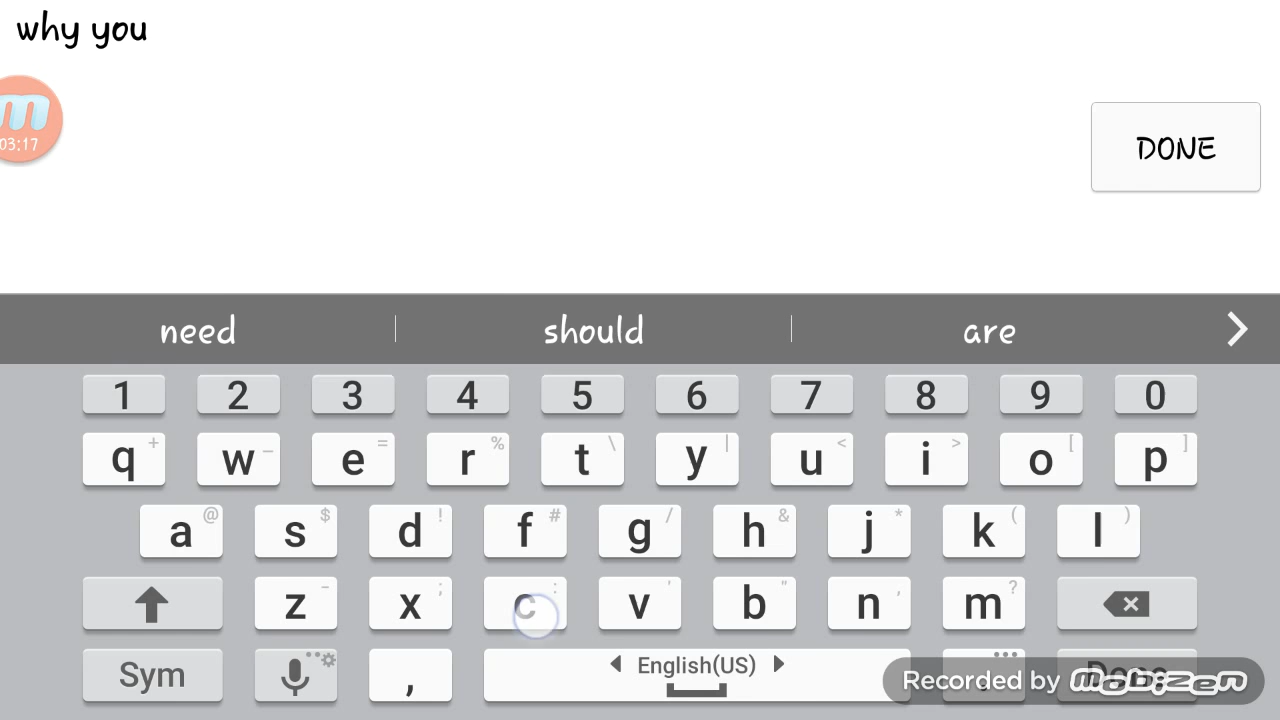 why you
m
03:17
DONE
need should are
1 2 3 4 5 6 7 8 9 0
q + w - e = r % t \ y | u < i > o [ p ]
a @ s $ d ! f # g / h & j * k ( l )
z - x ; c : v ' b " n , m ?
Sym , English(US) . Done
Recorded by mobizen